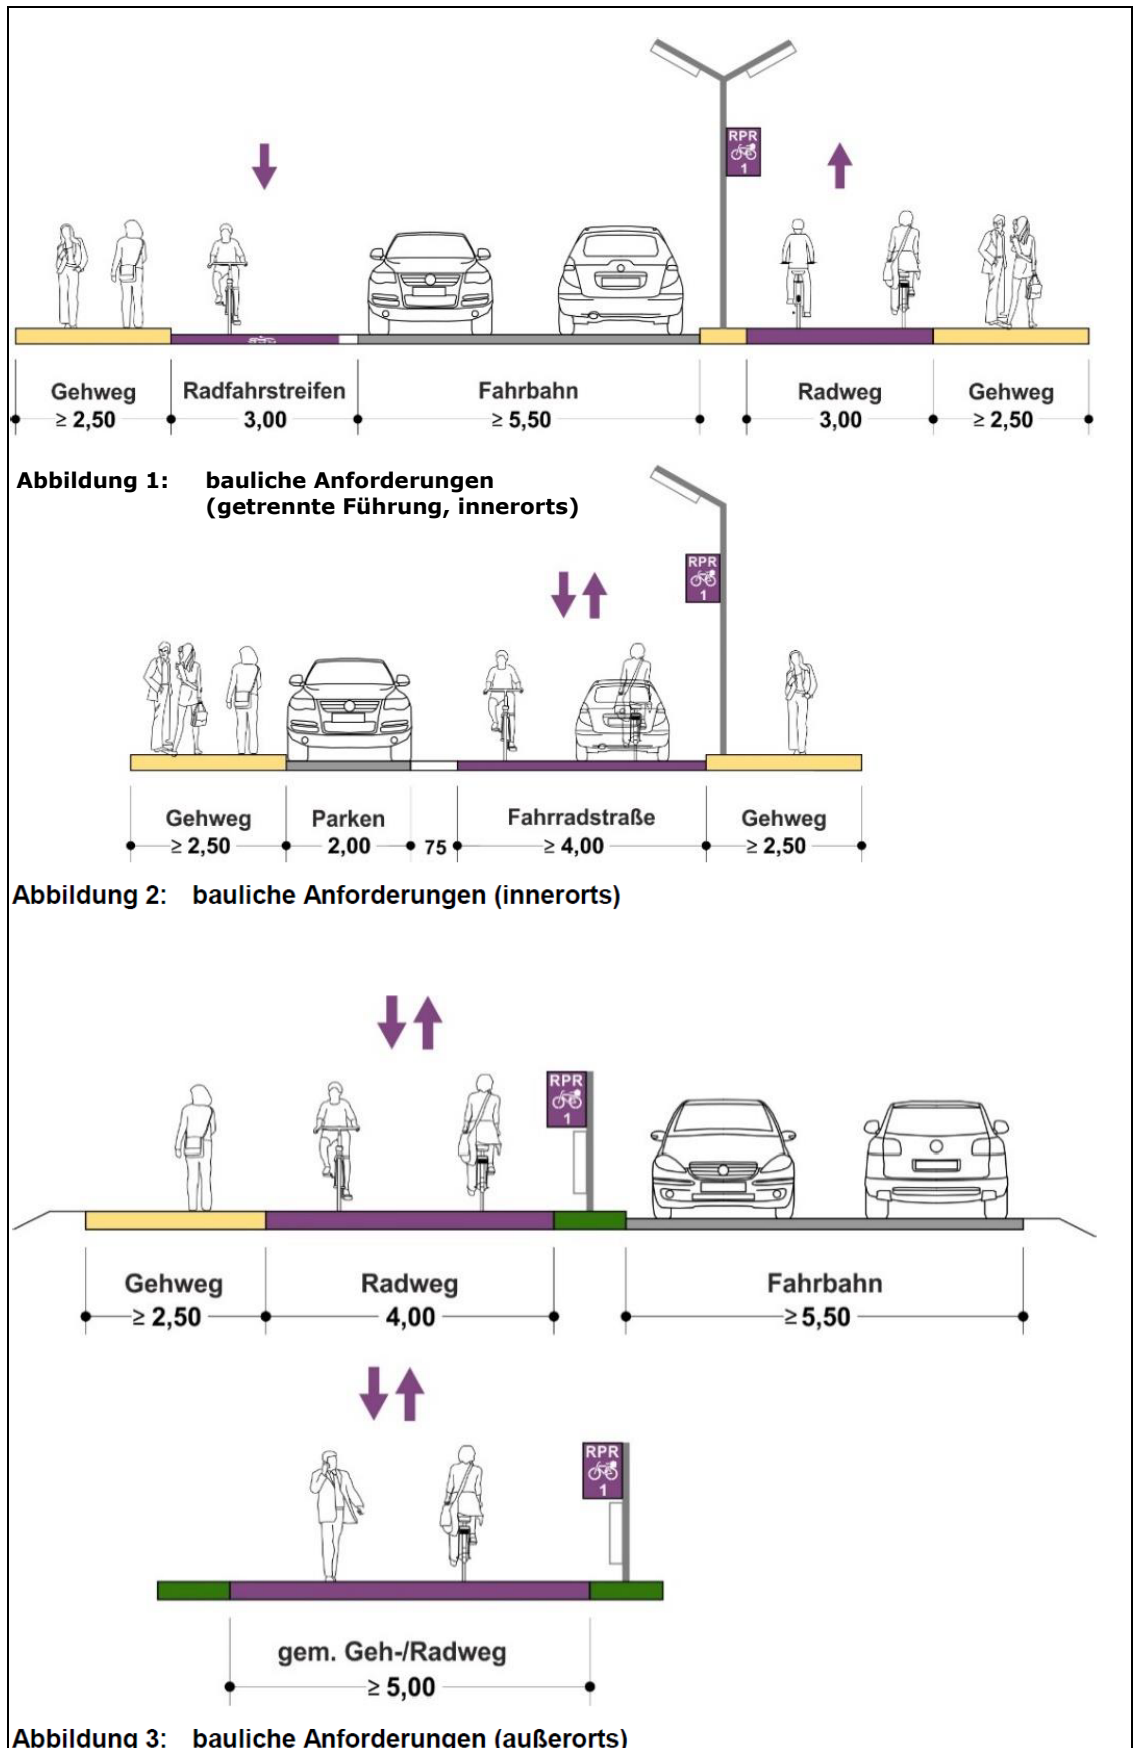 RPR
1
Gehweg
≥ 2,50
Radfahrstreifen
3,00
Fahrbahn
≥ 5,50
Radweg
3,00
Gehweg
≥ 2,50
Abbildung 1: bauliche Anforderungen
(getrennte Führung, innerorts)
RPR
1
Gehweg
≥ 2,50
Parken
2,00
75
Fahrradstraße
≥ 4,00
Gehweg
≥ 2,50
Abbildung 2: bauliche Anforderungen (innerorts)
RPR
1
Gehweg
≥ 2,50
Radweg
4,00
Fahrbahn
≥ 5,50
RPR
1
gem. Geh-/Radweg
≥ 5,00
Abbildung 3: bauliche Anforderungen (außerorts)